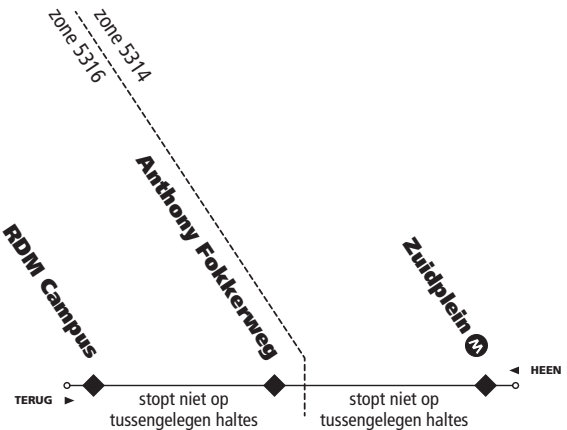 zone 5316
zone 5314
RDM Campus
Anthony Fokkerweg
Zuidplein M
HEEN
TERUG
stopt niet op
tussengelegen haltes
stopt niet op
tussengelegen haltes